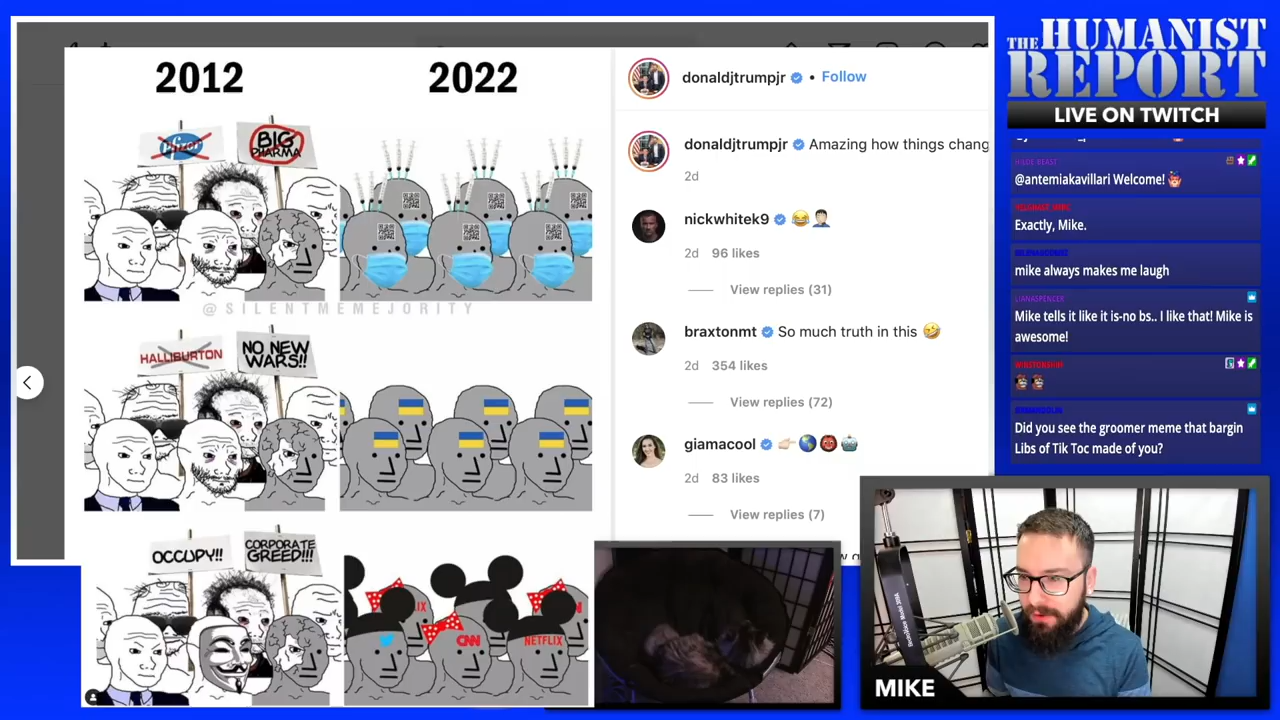 2012
2022
Pfizer
BIG
PHARMA
@SILENTMEMEJORITY
HALLIBURTON
NO NEW
WARS!!
OCCUPY!!
CORPORATE
GREED!!!
IX
CNN
NETFLIX
donaldjtrumpjr • Follow
donaldjtrumpjr Amazing how things chang
2d
nickwhitek9
2d 96 likes
View replies (31)
braxtonmt So much truth in this
2d 354 likes
View replies (72)
giamacool
2d 83 likes
View replies (7)
THE HUMANIST
REPORT
LIVE ON TWITCH
HILDE BEAST
@antemiakavillari Welcome!
Exactly, Mike.
mike always makes me laugh
LIANASPENCER
Mike tells it like it is-no bs.. I like that! Mike is
awesome!
Did you see the groomer meme that bargin
Libs of Tik Toc made of you?
MIKE